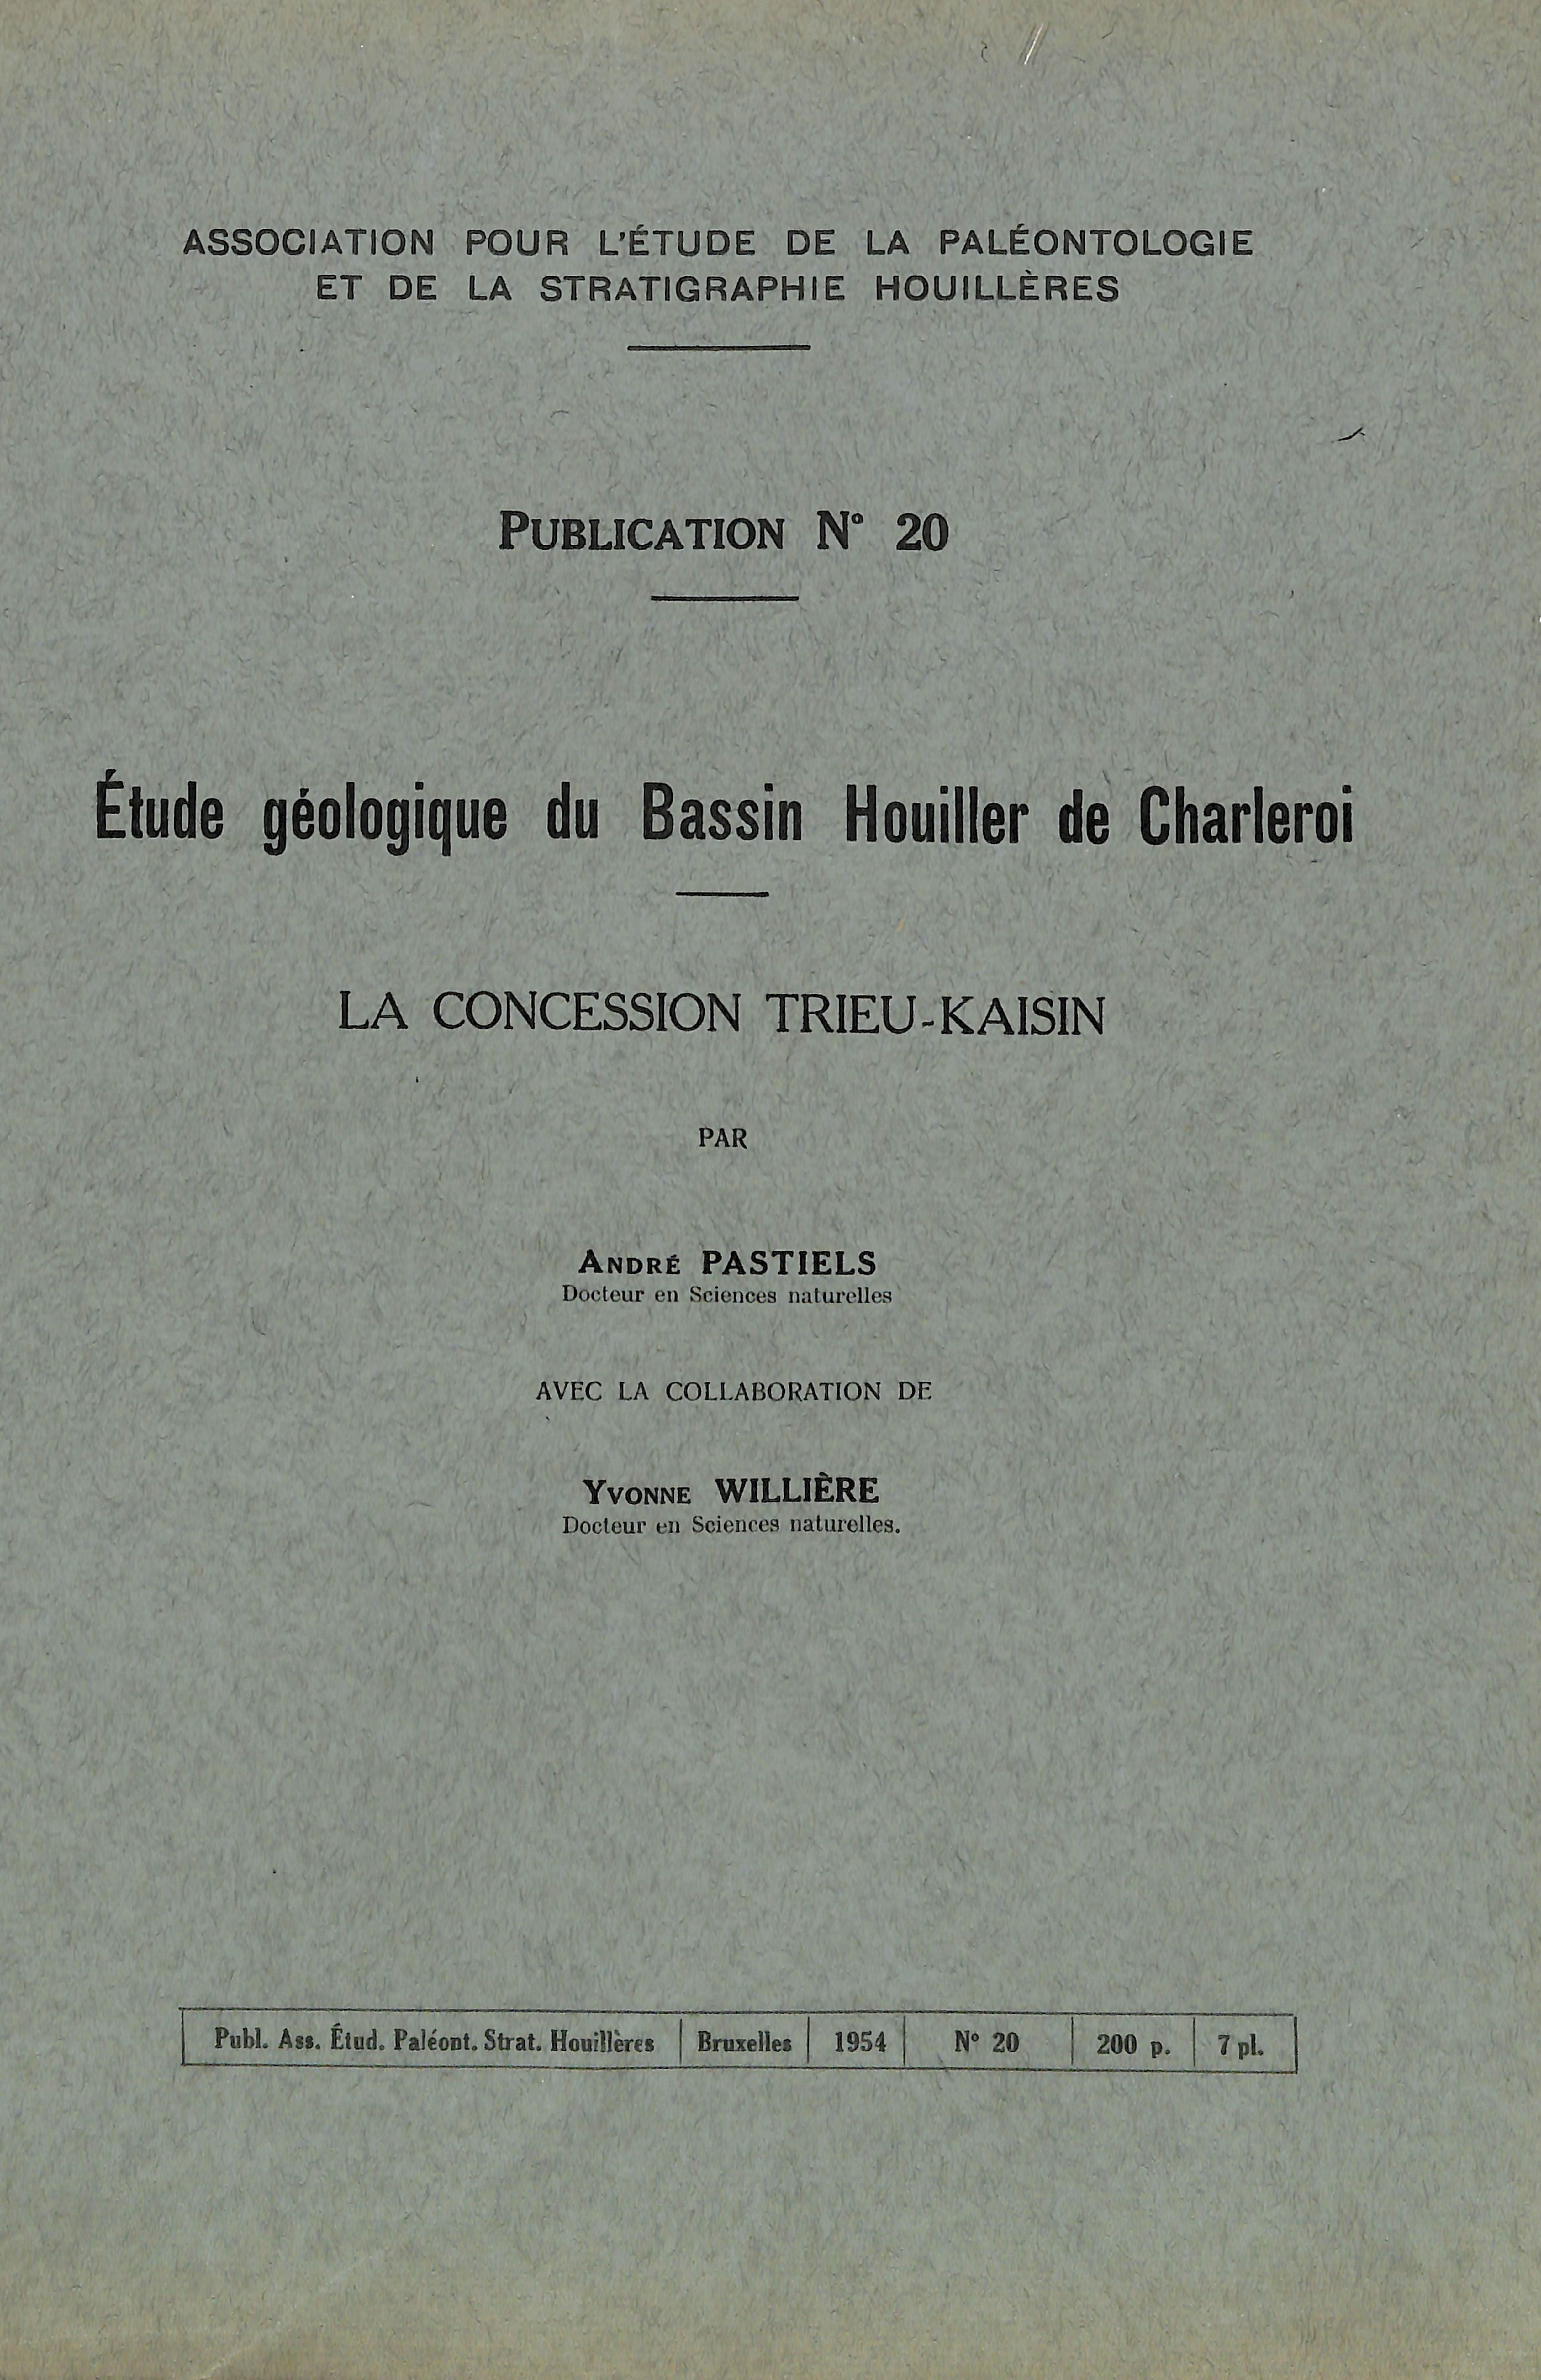 ASSOCIATION POUR L'ÉTUDE DE LA PALÉONTOLOGIE
ET DE LA STRATIGRAPHIE HOUILLÈRES
PUBLICATION N° 20
Étude géologique du Bassin Houiller de Charleroi
LA CONCESSION TRIEU-KAISIN
PAR
ANDRÉ PASTIELS
Docteur en Sciences naturelles
AVEC LA COLLABORATION DE
YVONNE WILLIÈRE
Docteur en Sciences naturelles.
Publ. Ass. Étud. Paléont. Strat. Houillères | Bruxelles | 1954 | N° 20 | 200 p. | 7 pl.